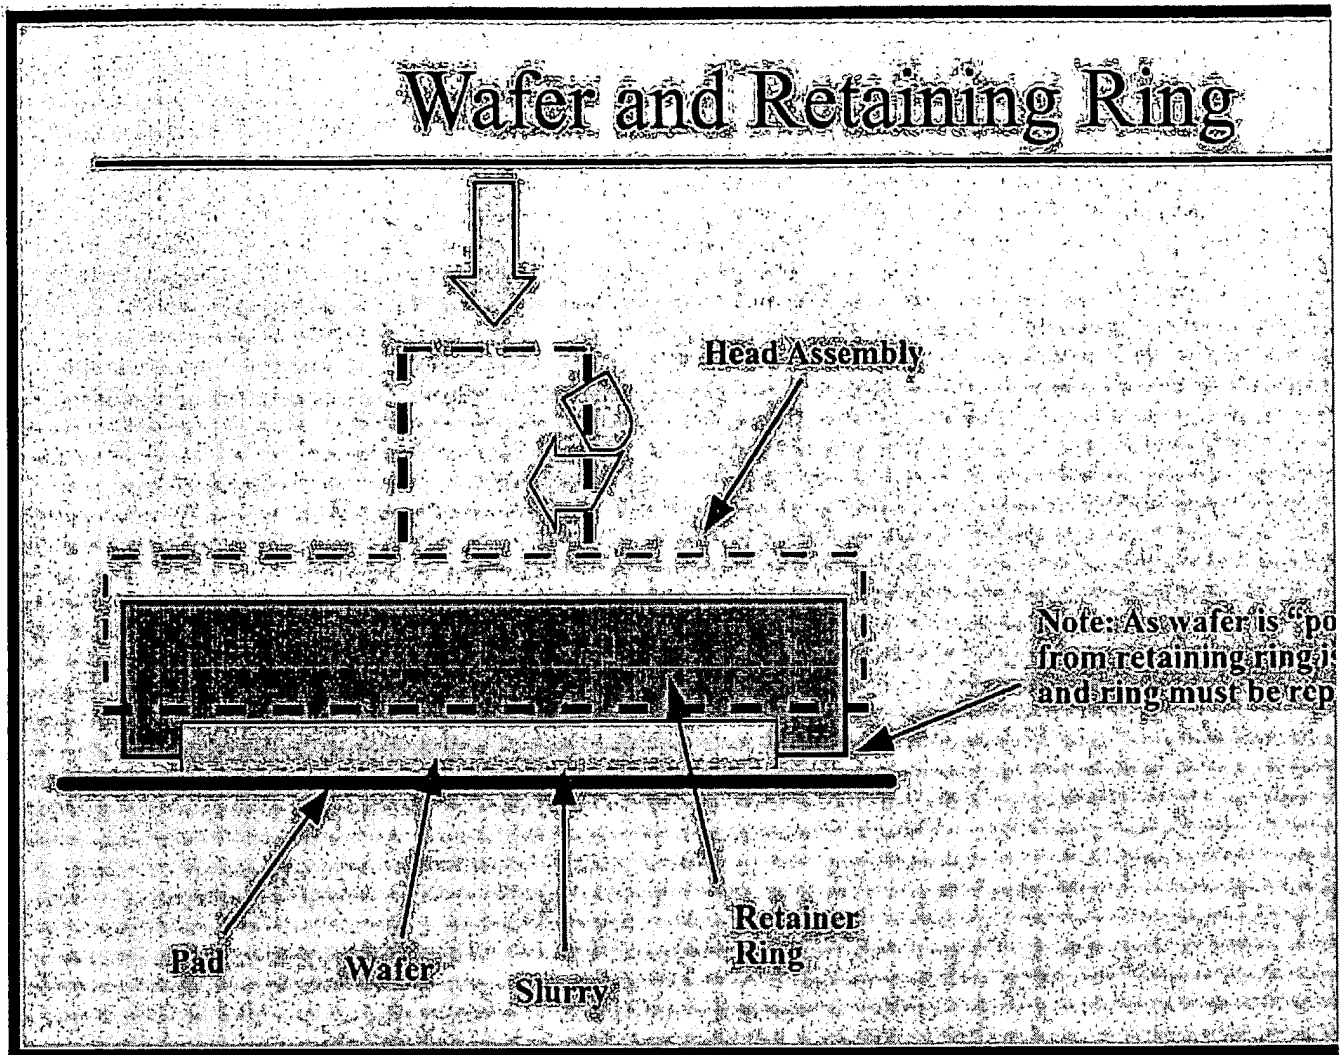 Wafer and Retaining Ring
Head Assembly
Note: As wafer is "po
from retaining ring is
and ring must be rep
Retainer
Ring
Pad
Wafer
Slurry